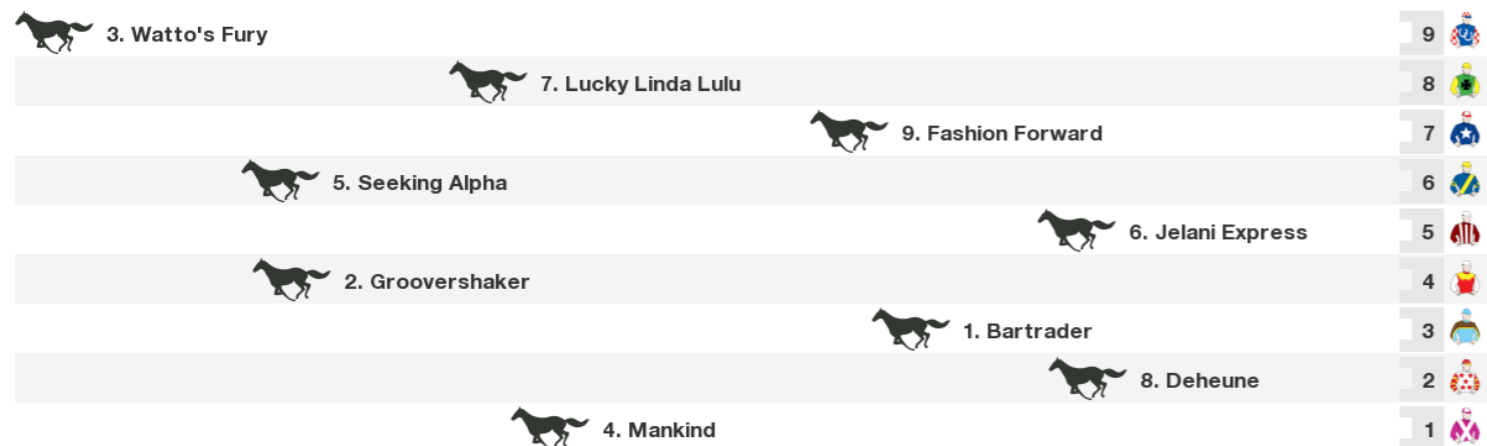 3. Watto's Fury 9
7. Lucky Linda Lulu 8
9. Fashion Forward 7
5. Seeking Alpha 6
6. Jelani Express 5
2. Groovershaker 4
1. Bartrader 3
8. Deheune 2
4. Mankind 1